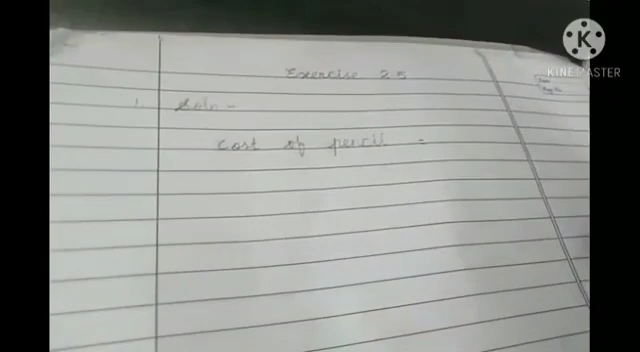 KINEMASTER
Exercise 2.5
1. Soln -
cost of pencil =